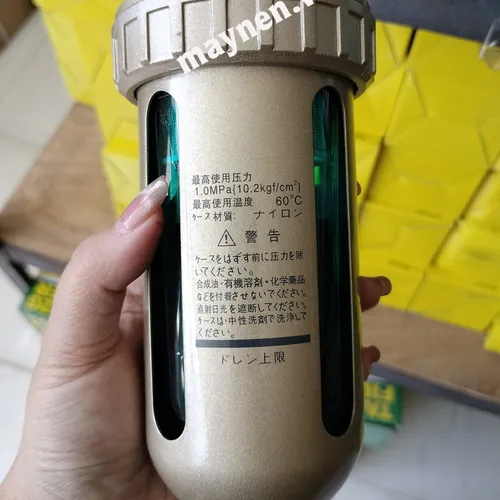 maynen.
最高使用圧力
1.0MPa{10.2kgf/cm²}
最高使用温度 60℃
ケース材質: ナイロン
⚠ 警告
ケースをはずす前に圧力を除
いてください。
合成油・有機溶剤・化学薬品
などを付着させないでください。
直射日光を遮断してください。
ケースは、中性洗剤で洗浄して
ください。
ドレン上限